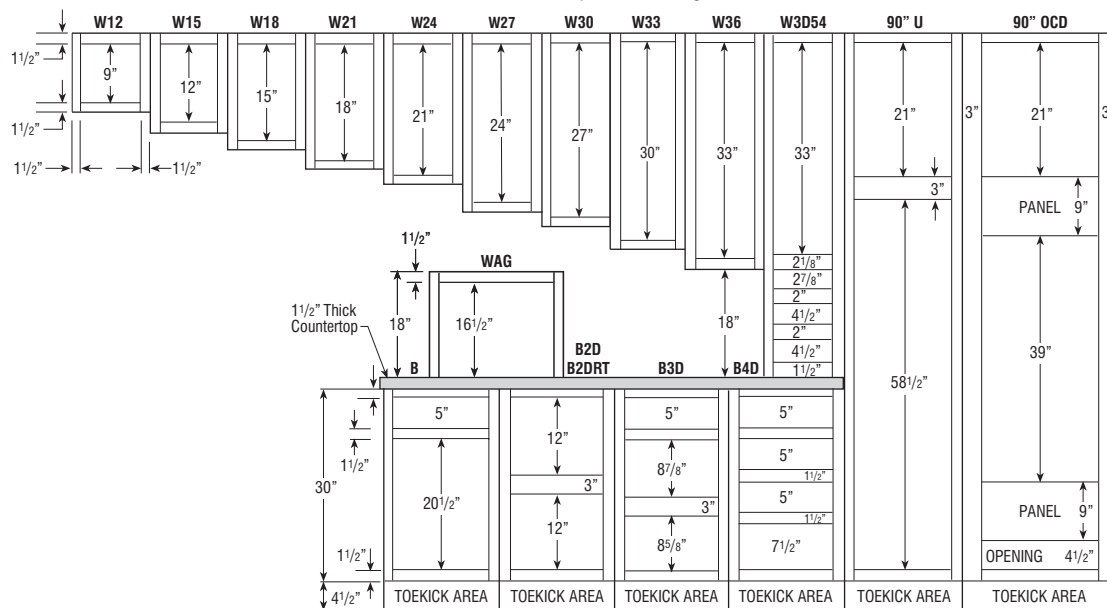 W12 W15 W18 W21 W24 W27 W30 W33 W36 W3D54 90” U 90” OCD
11/2” 9” 12” 15” 18” 21” 24” 27” 30” 33” 33” 21” 3” 21”
11/2”
11/2” 11/2”
3”
PANEL 9”
11/2”
WAG
21/8”
27/8”
2”
41/2”
2”
41/2”
11/2”
11/2” Thick
Countertop
18” 161/2” 18”
39”
B B2D
B2DRT B3D B4D
581/2”
5” 12” 5” 5”
11/2” 87/8” 5”
11/2”
30” 201/2” 3” 3” 5”
11/2”
12” 85/8” 71/2”
PANEL 9”
11/2”
OPENING 41/2”
41/2” TOEKICK AREA TOEKICK AREA TOEKICK AREA TOEKICK AREA TOEKICK AREA TOEKICK AREA